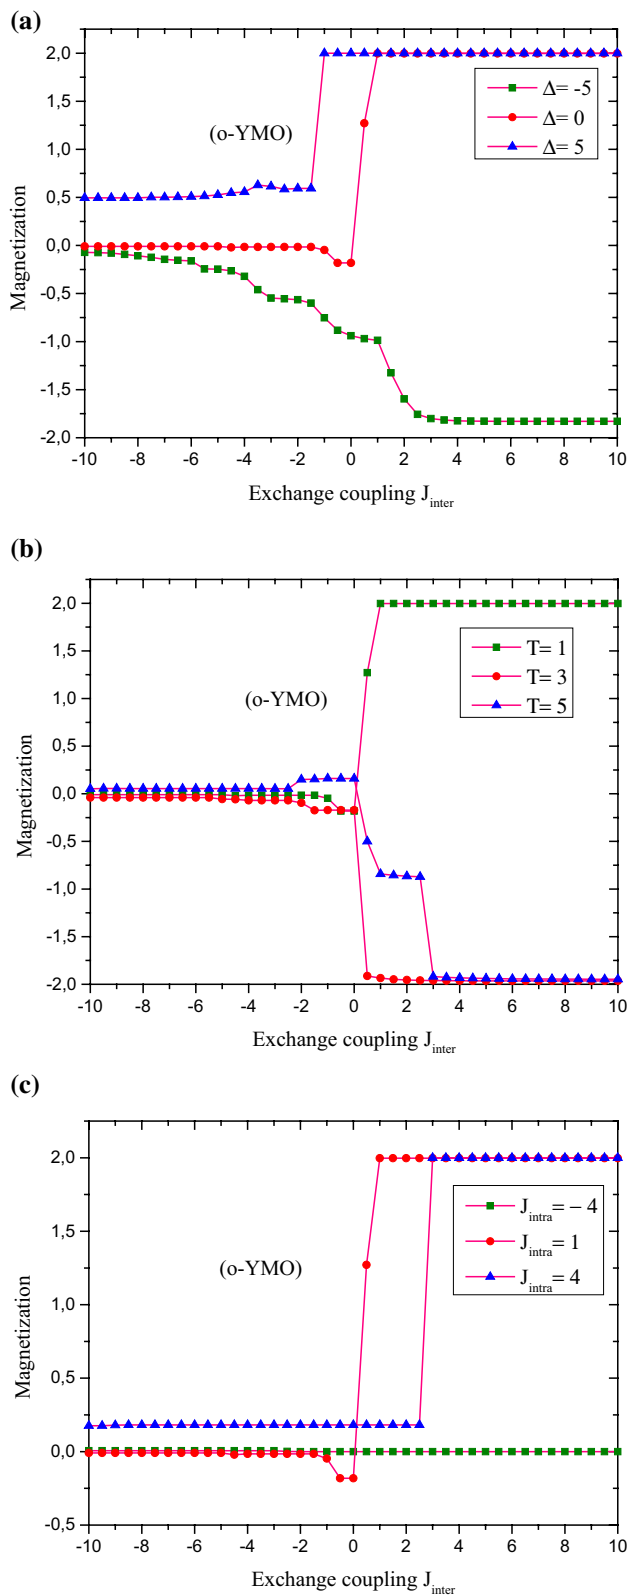 (a)
2,0
1,5
1,0
0,5
0,0
-0,5
-1,0
-1,5
-2,0
Magnetization
(o-YMO)
Δ= -5
Δ= 0
Δ= 5
-10 -8 -6 -4 -2 0 2 4 6 8 10
Exchange coupling J_inter
(b)
2,0
1,5
1,0
0,5
0,0
-0,5
-1,0
-1,5
-2,0
Magnetization
(o-YMO)
T= 1
T= 3
T= 5
-10 -8 -6 -4 -2 0 2 4 6 8 10
Exchange coupling J_inter
(c)
2,0
1,5
1,0
0,5
0,0
-0,5
Magnetization
(o-YMO)
J_intra= - 4
J_intra= 1
J_intra= 4
-10 -8 -6 -4 -2 0 2 4 6 8 10
Exchange coupling J_inter